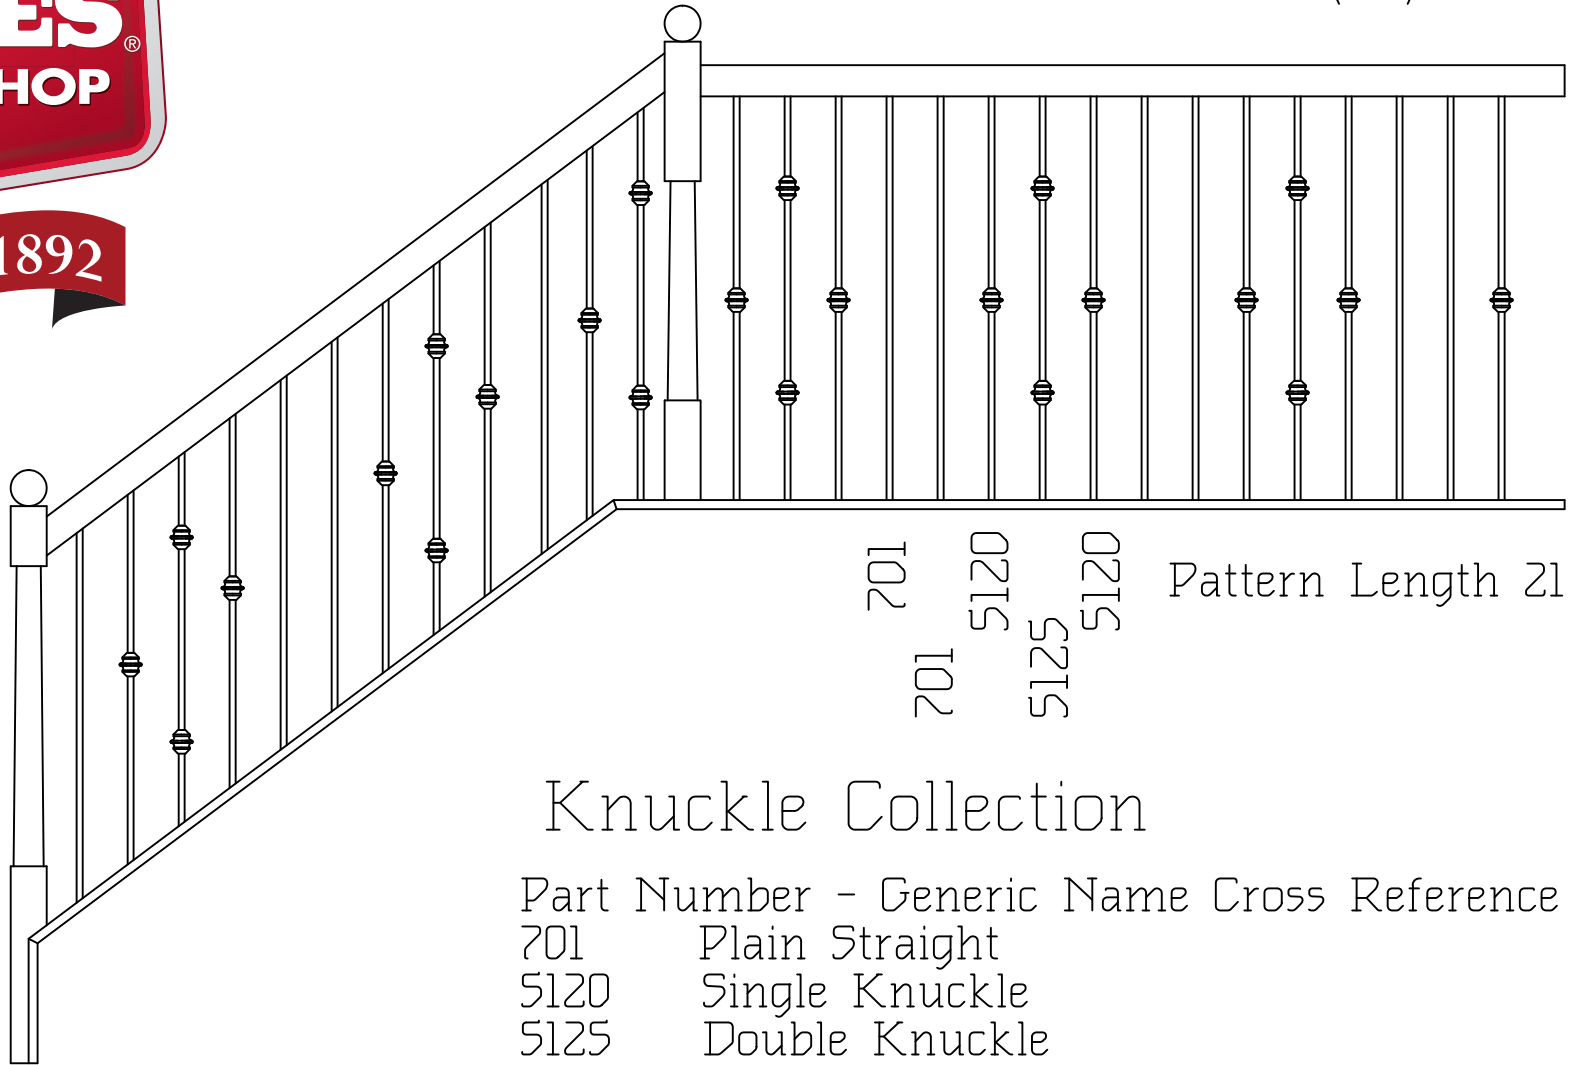 ES®
HOP
1892
701
5120
5120
701
5125
Pattern Length 21
Knuckle Collection
Part Number - Generic Name Cross Reference
701 Plain Straight
5120 Single Knuckle
5125 Double Knuckle